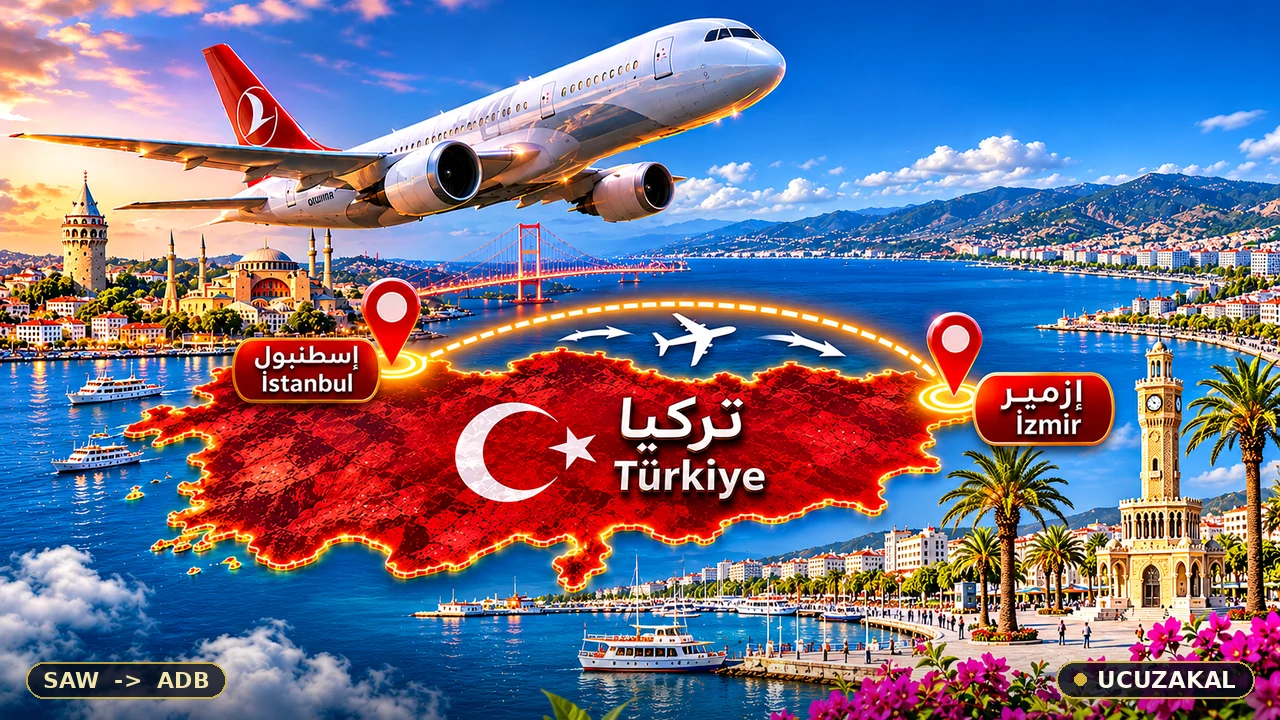 إسطنبول
İstanbul
إزمير
İzmir
تركيا
Türkiye
SAW -> ADB
UCUZAKAL